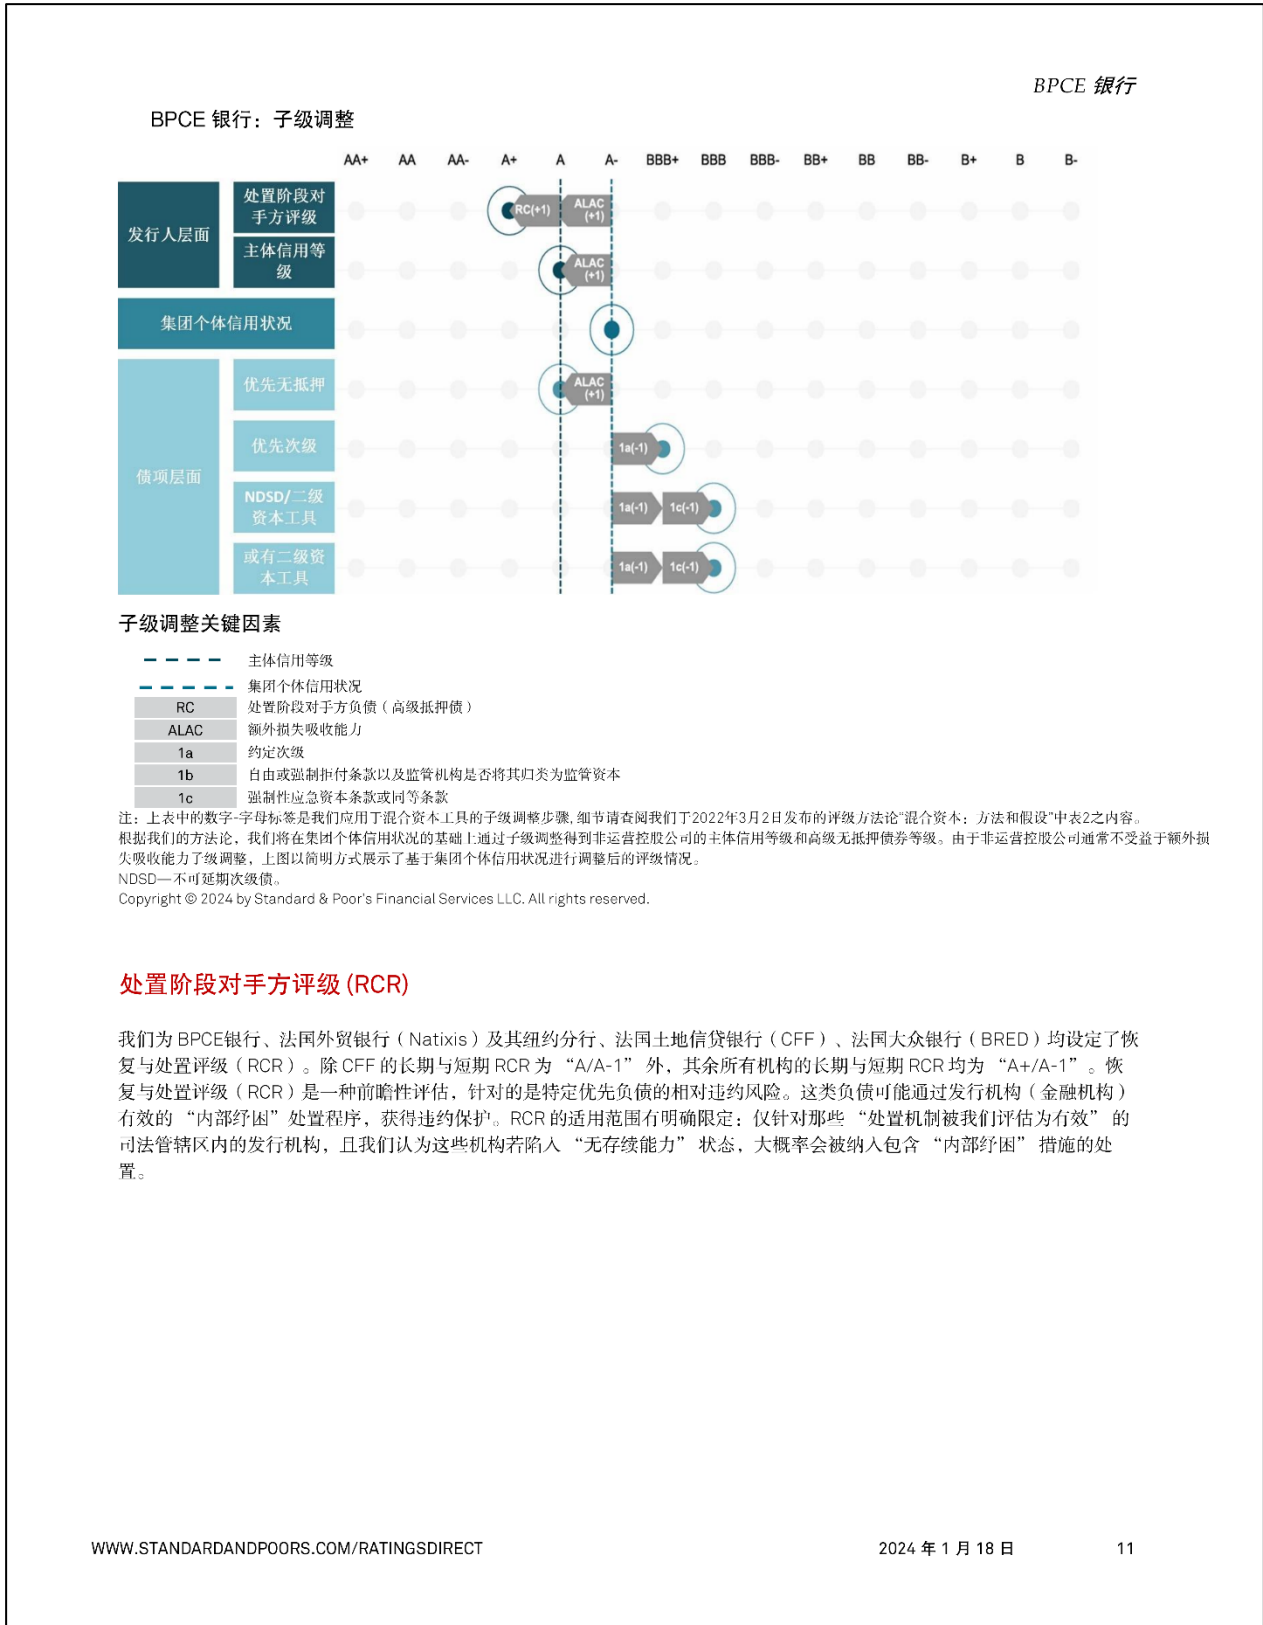 BPCE 银行
BPCE 银行：子级调整
AA+ AA AA- A+ A A- BBB+ BBB BBB- BB+ BB BB- B+ B B-
发行人层面
处置阶段对
手方评级
RC(+1) ALAC
(+1)
主体信用等
级
ALAC
(+1)
集团个体信用状况
债项层面
优先无抵押
ALAC
(+1)
优先次级
1a(-1)
NDSD/二级
资本工具
1a(-1) 1c(-1)
或有二级资
本工具
1a(-1) 1c(-1)
子级调整关键因素
主体信用等级
集团个体信用状况
RC 处置阶段对手方负债（高级抵押债）
ALAC 额外损失吸收能力
1a 约定次级
1b 自由或强制拒付条款以及监管机构是否将其归类为监管资本
1c 强制性应急资本条款或同等条款
注：上表中的数字-字母标签是我们应用于混合资本工具的子级调整步骤,细节请查阅我们于2022年3月2日发布的评级方法论“混合资本：方法和假设”中表2之内容。
根据我们的方法论，我们将在集团个体信用状况的基础上通过子级调整得到非运营控股公司的主体信用等级和高级无抵押债券等级。由于非运营控股公司通常不受益于额外损
失吸收能力了级调整，上图以简明方式展示了基于集团个体信用状况进行调整后的评级情况。
NDSD—不可延期次级债。
Copyright © 2024 by Standard & Poor's Financial Services LLC. All rights reserved.
处置阶段对手方评级 (RCR)
我们为 BPCE银行、法国外贸银行（Natixis）及其纽约分行、法国土地信贷银行（CFF）、法国大众银行（BRED）均设定了恢
复与处置评级（RCR）。除 CFF 的长期与短期 RCR 为 “A/A-1” 外，其余所有机构的长期与短期 RCR 均为 “A+/A-1” 。恢
复与处置评级（RCR）是一种前瞻性评估，针对的是特定优先负债的相对违约风险。这类负债可能通过发行机构（金融机构）
有效的 “内部纾困” 处置程序，获得违约保护。RCR 的适用范围有明确限定：仅针对那些 “处置机制被我们评估为有效” 的
司法管辖区内的发行机构，且我们认为这些机构若陷入 “无存续能力” 状态，大概率会被纳入包含 “内部纾困” 措施的处
置。
WWW.STANDARDANDPOORS.COM/RATINGSDIRECT 2024 年 1 月 18 日 11